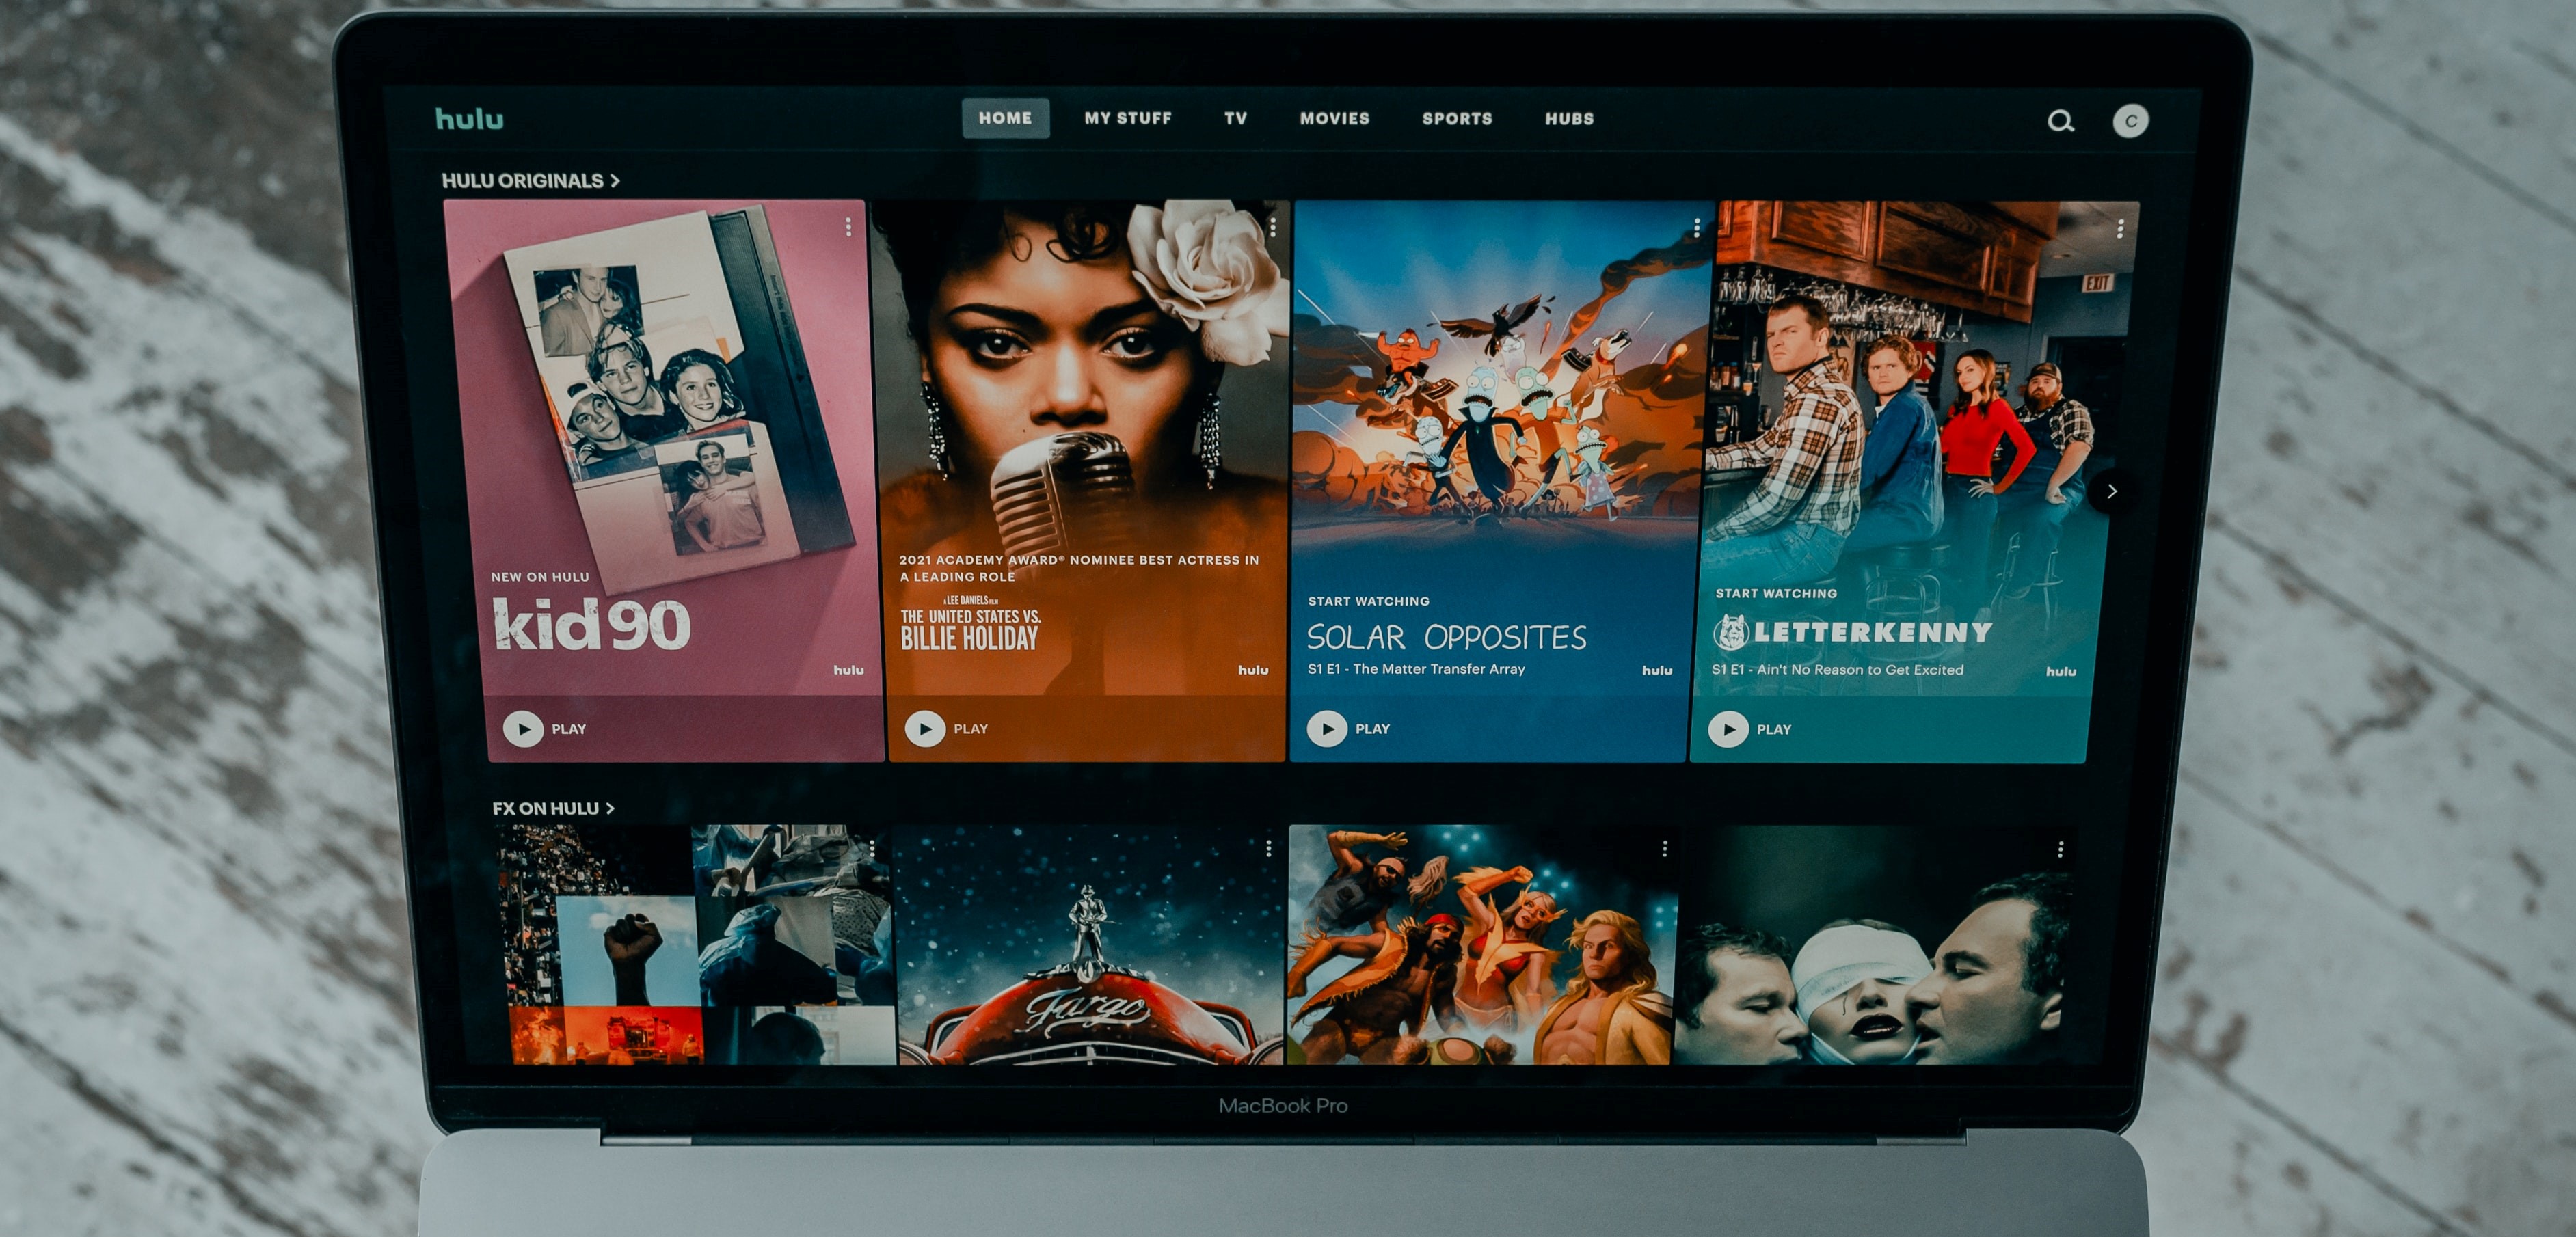 hulu
HOME
MY STUFF
TV
MOVIES
SPORTS
HUBS
C
HULU ORIGINALS >
NEW ON HULU
kid 90
hulu
PLAY
2021 ACADEMY AWARD® NOMINEE BEST ACTRESS IN
A LEADING ROLE
A LEE DANIELS FILM
THE UNITED STATES VS.
BILLIE HOLIDAY
hulu
PLAY
START WATCHING
SOLAR OPPOSITES
S1 E1 - The Matter Transfer Array
hulu
PLAY
EXIT
START WATCHING
LETTERKENNY
S1 E1 - Ain't No Reason to Get Excited
hulu
PLAY
FX ON HULU >
Fargo
MacBook Pro